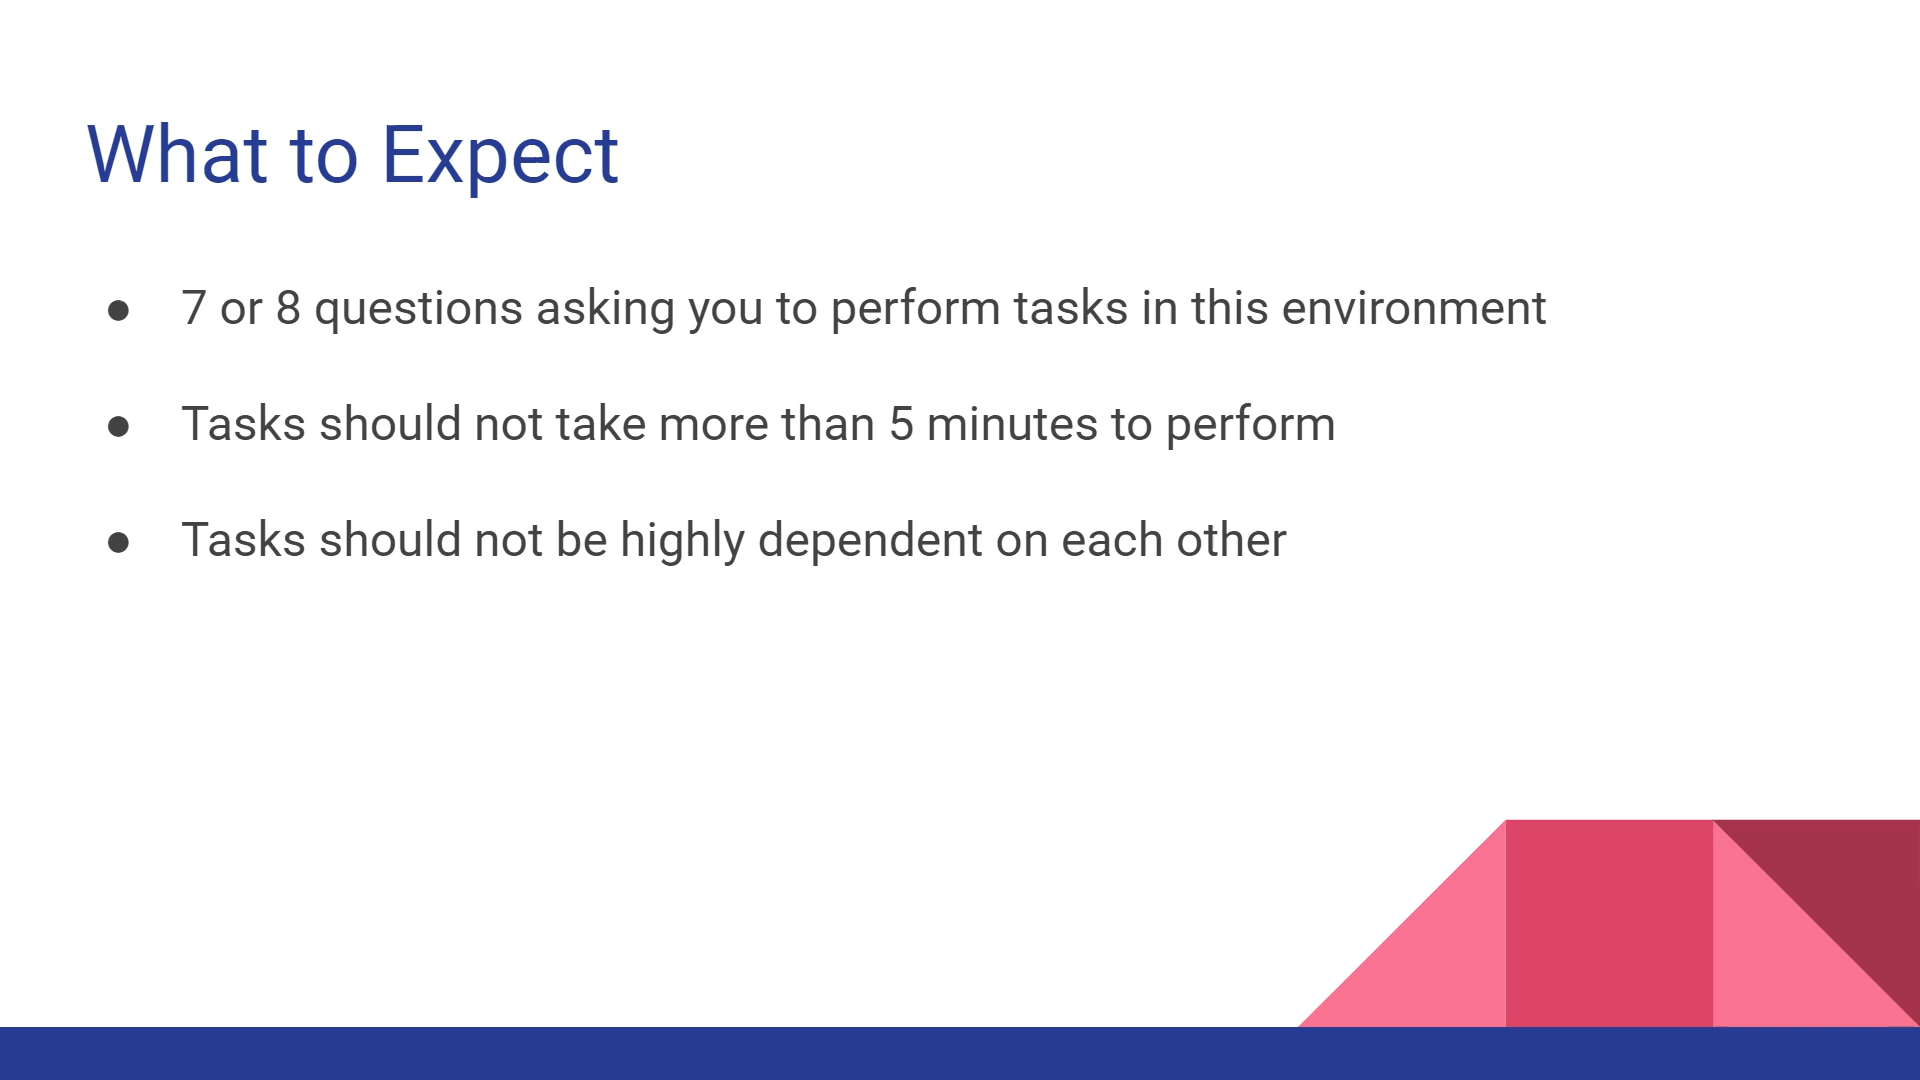 What to Expect
● 7 or 8 questions asking you to perform tasks in this environment
● Tasks should not take more than 5 minutes to perform
● Tasks should not be highly dependent on each other